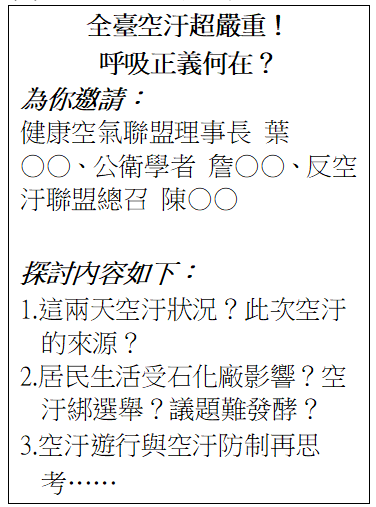 全臺空汙超嚴重！
呼吸正義何在？
為你邀請：
健康空氣聯盟理事長 葉
○○、公衛學者 詹○○、反空
汙聯盟總召 陳○○
探討內容如下：
1.這兩天空汙狀況？此次空汙
的來源？
2.居民生活受石化廠影響？空
汙綁選舉？議題難發酵？
3.空汙遊行與空汙防制再思
考……